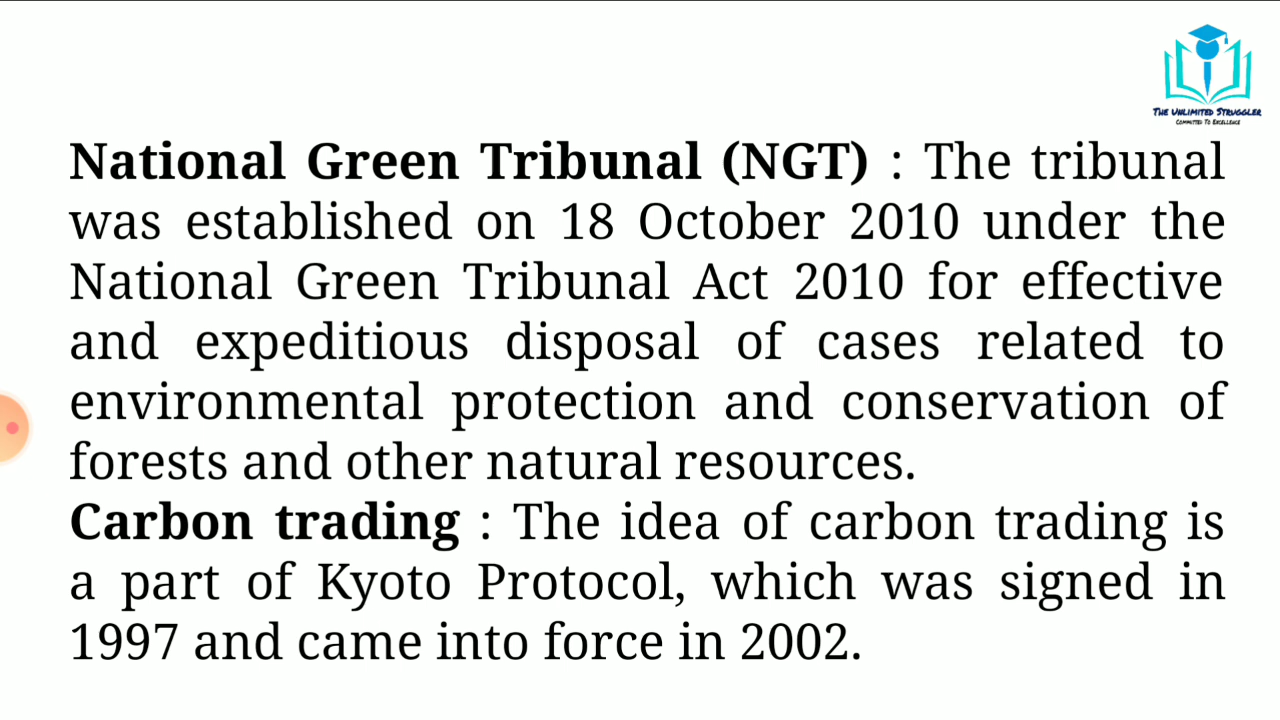 THE UNLIMITED STRUGGLER
COMMITTED TO EXCELLENCE
National Green Tribunal (NGT) : The tribunal
was established on 18 October 2010 under the
National Green Tribunal Act 2010 for effective
and expeditious disposal of cases related to
environmental protection and conservation of
forests and other natural resources.
Carbon trading : The idea of carbon trading is
a part of Kyoto Protocol, which was signed in
1997 and came into force in 2002.